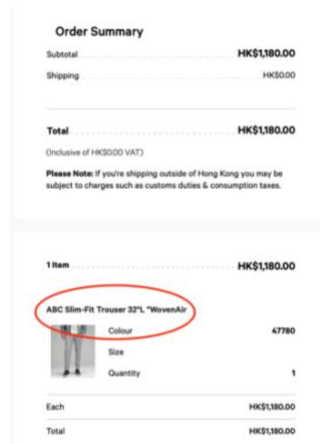 Order Summary
Subtotal HK$1,180.00
Shipping HK$0.00
Total HK$1,180.00
(Inclusive of HK$0.00 VAT)
Please Note: If you're shipping outside of Hong Kong you may be
subject to charges such as customs duties & consumption taxes.
1 Item HK$1,180.00
ABC Slim-Fit Trouser 32"L "WovenAir
Colour 47780
Size
Quantity 1
Each HK$1,180.00
Total HK$1,180.00